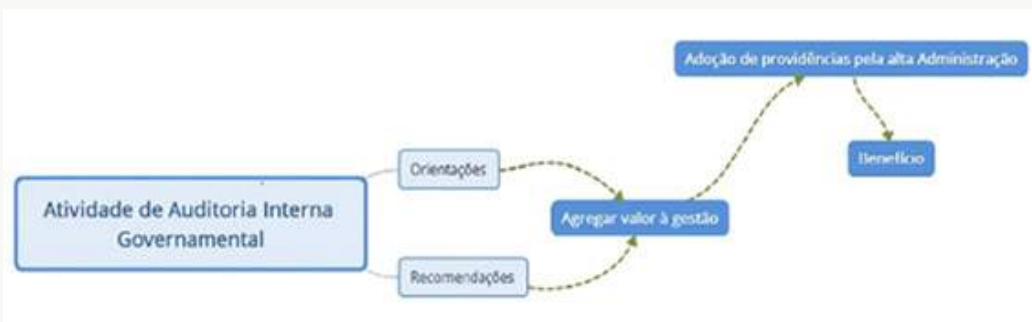 Adoção de providências pela alta Administração
Benefício
Orientações
Atividade de Auditoria Interna
Governamental
Agregar valor à gestão
Recomendações